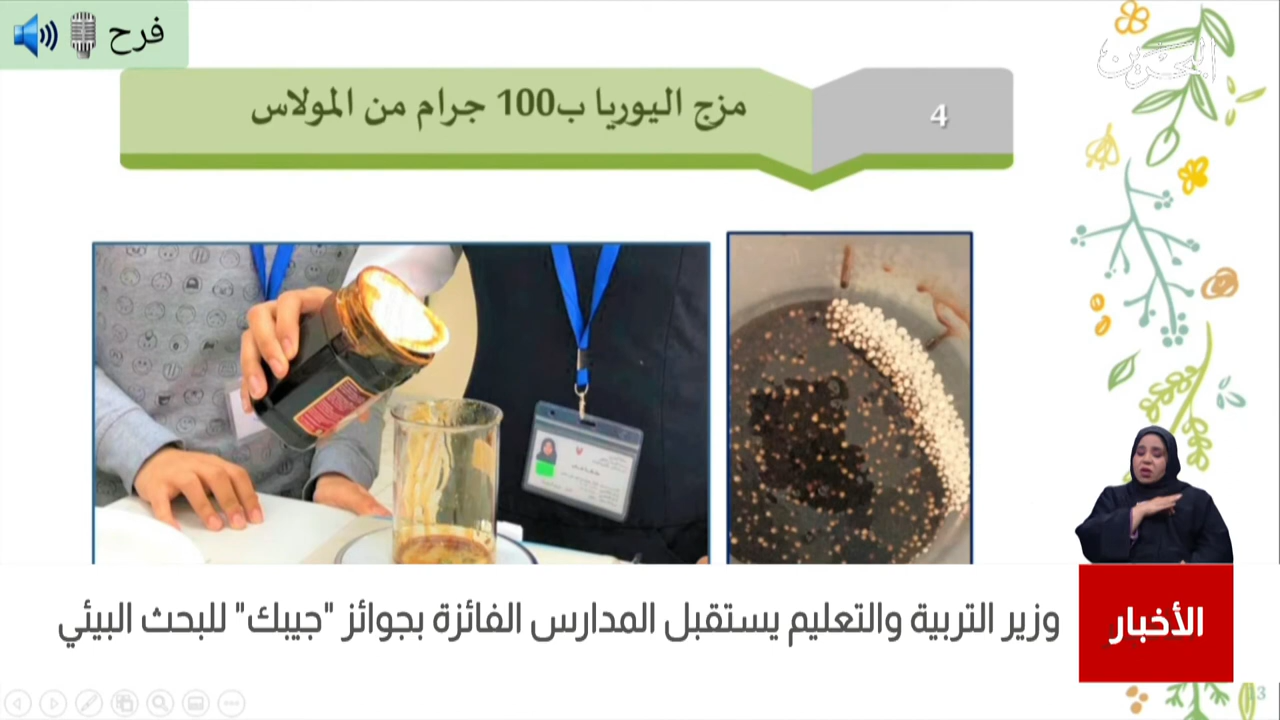 فرح
البحرين
4
مزج اليوريا ب100 جرام من المولاس
الأخبار
وزير التربية والتعليم يستقبل المدارس الفائزة بجوائز "جيبك" للبحث البيئي